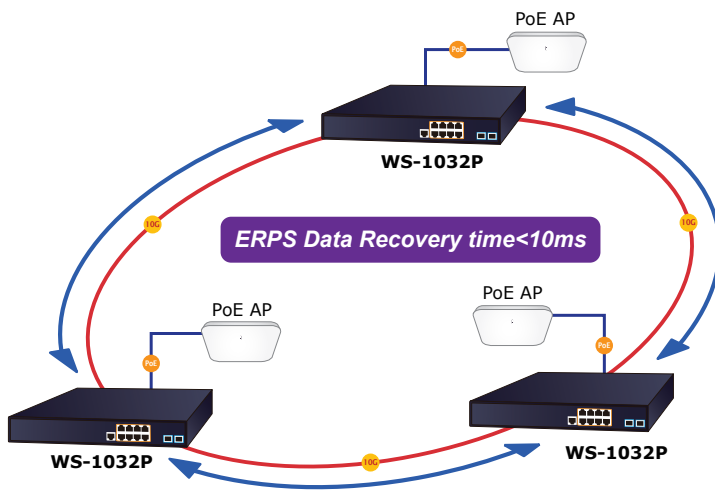 PoE AP
PoE
WS-1032P
10G
10G
ERPS Data Recovery time<10ms
PoE AP
PoE AP
PoE
PoE
WS-1032P
WS-1032P
10G